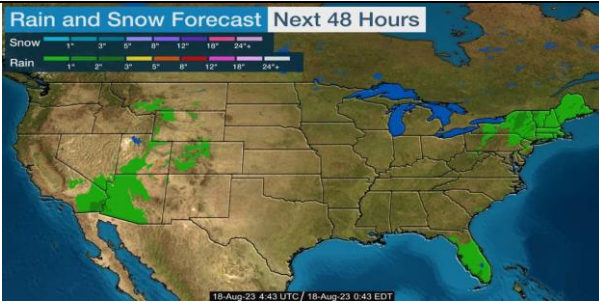 Rain and Snow Forecast Next 48 Hours
Snow 1" 3" 5" 8" 12" 18" 24"+
Rain 1" 2" 3" 5" 8" 12" 18" 24"+
18-Aug-23 4:43 UTC / 18-Aug-23 0:43 EDT